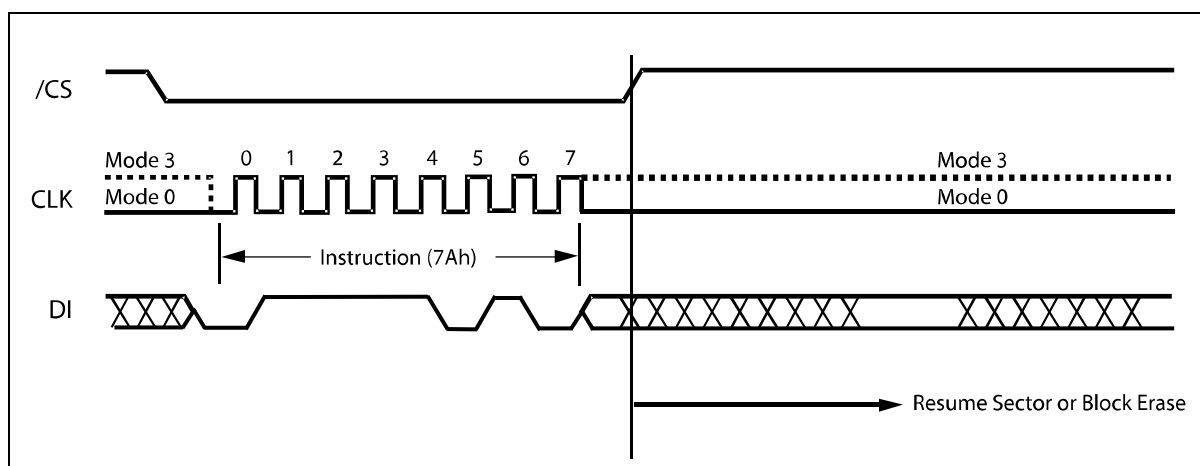 /CS
Mode 3
0 1 2 3 4 5 6 7
Mode 3
CLK
Mode 0
Mode 0
Instruction (7Ah)
DI
Resume Sector or Block Erase